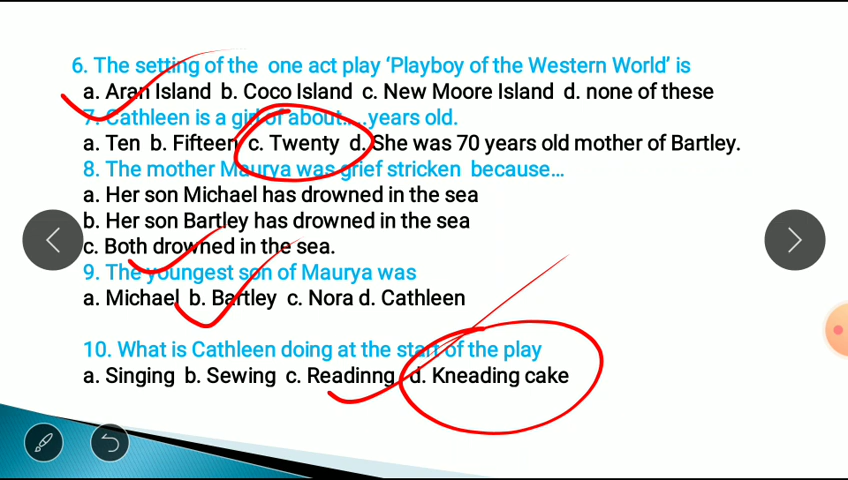 6. The setting of the  one act play ‘Playboy of the Western World’ is
a. Aran Island  b. Coco Island  c. New Moore Island  d. none of these
7. Cathleen is a girl of about.....years old.
a. Ten  b. Fifteen  c. Twenty  d. She was 70 years old mother of Bartley.
8. The mother Maurya was grief stricken  because...
a. Her son Michael has drowned in the sea
b. Her son Bartley has drowned in the sea
c. Both drowned in the sea.
9. The youngest son of Maurya was
a. Michael  b. Bartley  c. Nora  d. Cathleen
10. What is Cathleen doing at the start of the play
a. Singing  b. Sewing  c. Readinng  d. Kneading cake